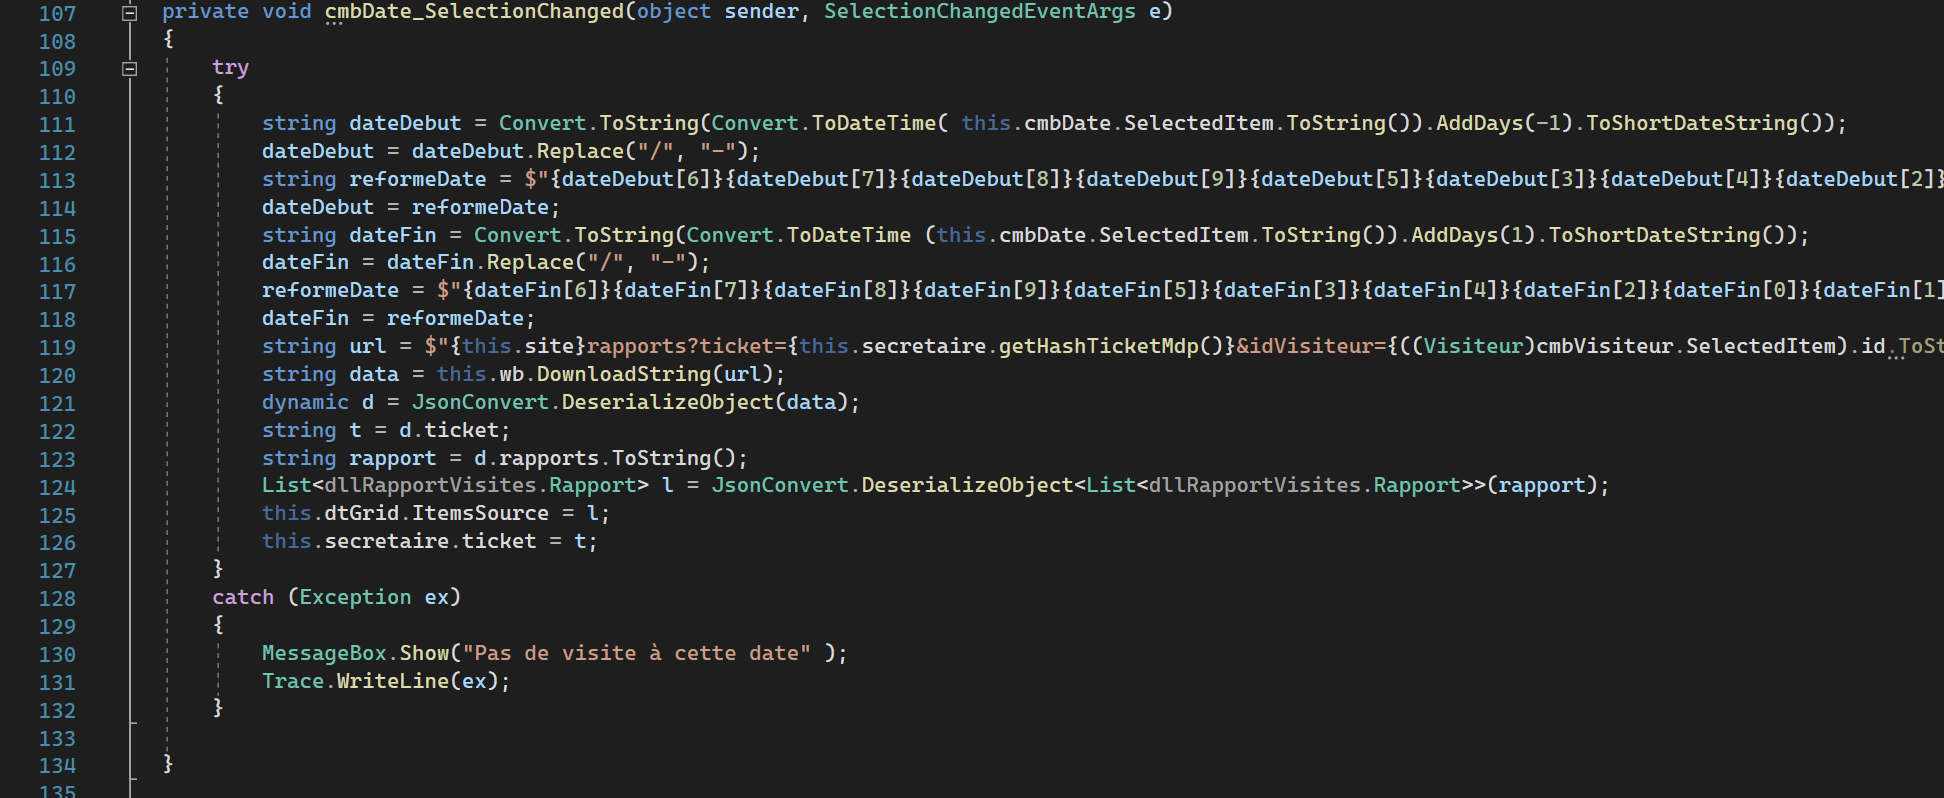 107 private void cmbDate_SelectionChanged(object sender, SelectionChangedEventArgs e)
108 {
109 try
110 {
111 string dateDebut = Convert.ToString(Convert.ToDateTime( this.cmbDate.SelectedItem.ToString()).AddDays(-1).ToShortDateString());
112 dateDebut = dateDebut.Replace("/", "-");
113 string reformeDate = $"{dateDebut[6]}{dateDebut[7]}{dateDebut[8]}{dateDebut[9]}{dateDebut[5]}{dateDebut[3]}{dateDebut[4]}{dateDebut[2]}
114 dateDebut = reformeDate;
115 string dateFin = Convert.ToString(Convert.ToDateTime (this.cmbDate.SelectedItem.ToString()).AddDays(1).ToShortDateString());
116 dateFin = dateFin.Replace("/", "-");
117 reformeDate = $"{dateFin[6]}{dateFin[7]}{dateFin[8]}{dateFin[9]}{dateFin[5]}{dateFin[3]}{dateFin[4]}{dateFin[2]}{dateFin[0]}{dateFin[1]
118 dateFin = reformeDate;
119 string url = $"{this.site}rapports?ticket={this.secretaire.getHashTicketMdp()}&idVisiteur={((Visiteur)cmbVisiteur.SelectedItem).id.ToSt
120 string data = this.wb.DownloadString(url);
121 dynamic d = JsonConvert.DeserializeObject(data);
122 string t = d.ticket;
123 string rapport = d.rapports.ToString();
124 List<dllRapportVisites.Rapport> l = JsonConvert.DeserializeObject<List<dllRapportVisites.Rapport>>(rapport);
125 this.dtGrid.ItemsSource = l;
126 this.secretaire.ticket = t;
127 }
128 catch (Exception ex)
129 {
130 MessageBox.Show("Pas de visite à cette date" );
131 Trace.WriteLine(ex);
132 }
133
134 }
135